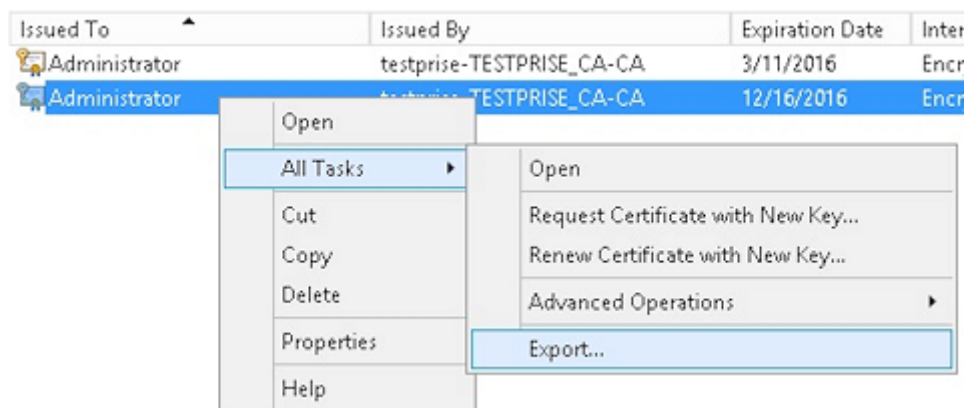 Issued To Issued By Expiration Date Inter
Administrator testprise-TESTPRISE_CA-CA 3/11/2016 Encr
Administrator testprise-TESTPRISE_CA-CA 12/16/2016 Encr
Open
All Tasks
Cut
Copy
Delete
Properties
Help
Open
Request Certificate with New Key...
Renew Certificate with New Key...
Advanced Operations
Export...